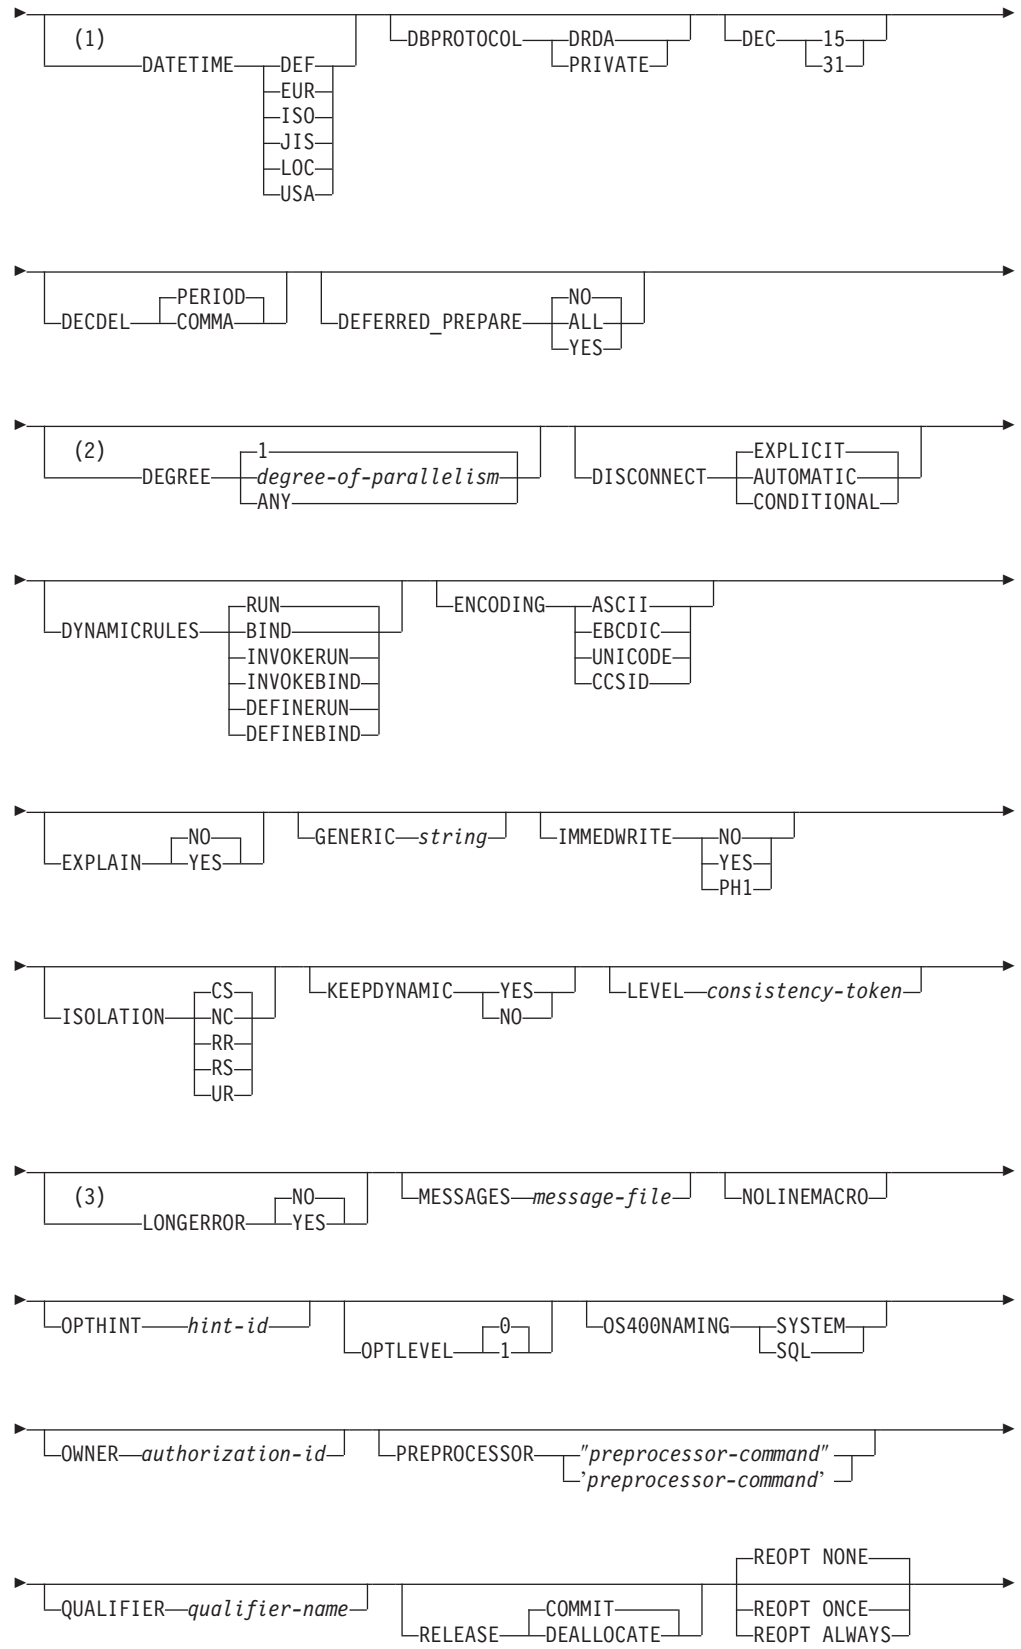 (1)
DATETIME DEF
EUR
ISO
JIS
LOC
USA
DBPROTOCOL DRDA
PRIVATE
DEC 15
31
PERIOD
DECDEL COMMA
NO
DEFERRED_PREPARE ALL
YES
(2)
1
DEGREE degree-of-parallelism
ANY
EXPLICIT
DISCONNECT AUTOMATIC
CONDITIONAL
RUN
DYNAMICRULES BIND
INVOKERUN
INVOKEBIND
DEFINERUN
DEFINEBIND
ENCODING ASCII
EBCDIC
UNICODE
CCSID
NO
EXPLAIN YES
GENERIC string
IMMEDWRITE NO
YES
PH1
CS
ISOLATION NC
RR
RS
UR
KEEPDYNAMIC YES
NO
LEVEL consistency-token
(3)
NO
LONGERROR YES
MESSAGES message-file
NOLINEMACRO
OPTHINT hint-id
0
OPTLEVEL 1
OS400NAMING SYSTEM
SQL
OWNER authorization-id
PREPROCESSOR "preprocessor-command"
'preprocessor-command'
QUALIFIER qualifier-name
COMMIT
RELEASE DEALLOCATE
REOPT NONE
REOPT ONCE
REOPT ALWAYS